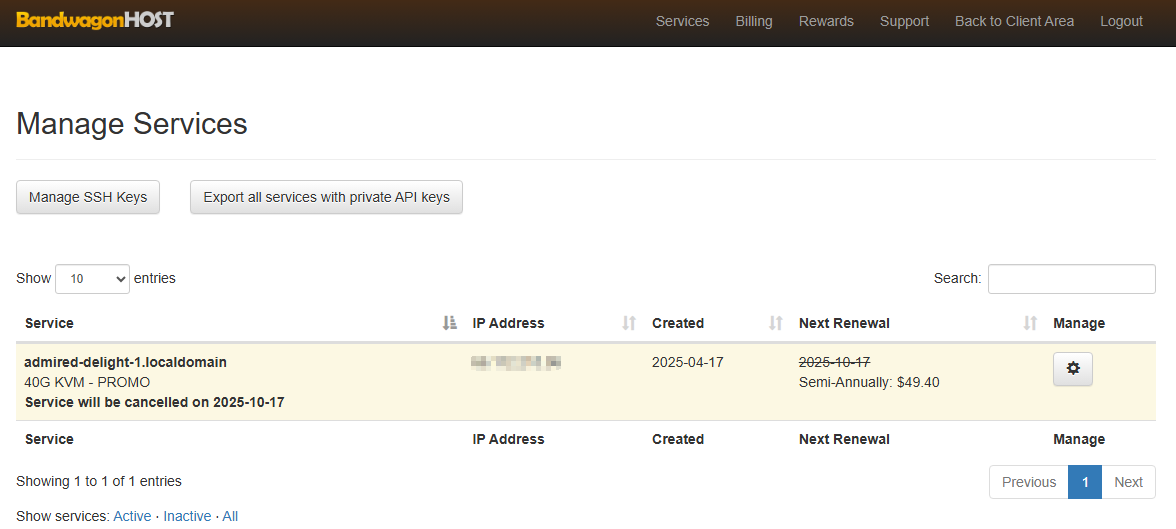 BandwagonHOST
Services Billing Rewards Support Back to Client Area Logout
Manage Services
Manage SSH Keys Export all services with private API keys
Show 10 entries Search:
Service IP Address Created Next Renewal Manage
admired-delight-1.localdomain 2025-04-17 2025-10-17
40G KVM - PROMO Semi-Annually: $49.40
Service will be cancelled on 2025-10-17
Service IP Address Created Next Renewal Manage
Showing 1 to 1 of 1 entries Previous 1 Next
Show services: Active · Inactive · All